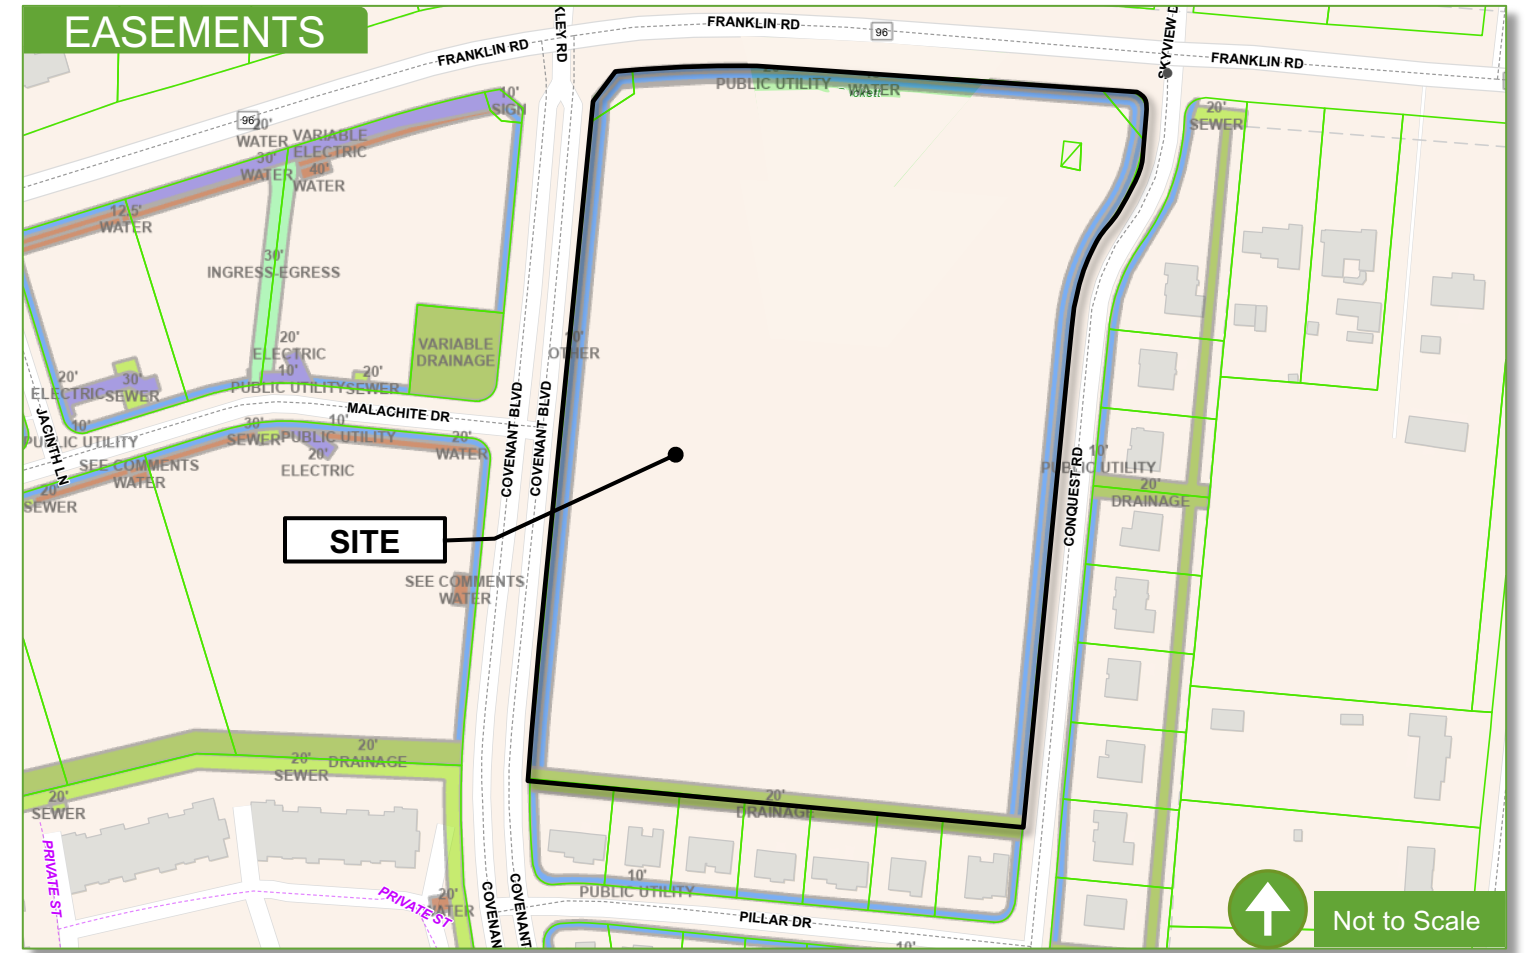 EASEMENTS
KLEY RD
FRANKLIN RD
96
SKYVIEW D
FRANKLIN RD
FRANKLIN RD
PUBLIC UTILITY
WATER
10'
SIGN
96
20'
WATER
VARIABLE
ELECTRIC
30'
WATER
40'
WATER
20'
SEWER
12.5'
WATER
30'
INGRESS-EGRESS
20'
ELECTRIC
10'
PUBLIC UTILITY
20'
SEWER
VARIABLE
DRAINAGE
10'
OTHER
20'
ELECTRIC
30'
SEWER
MALACHITE DR
JACINTH LN
10'
PUBLIC UTILITY
30'
SEWER
10'
PUBLIC UTILITY
20'
WATER
20'
ELECTRIC
COVENANT BLVD
COVENANT BLVD
SEE COMMENTS
WATER
20'
SEWER
10'
PUBLIC UTILITY
20'
DRAINAGE
CONQUEST RD
SITE
SEE COMMENTS
WATER
20'
DRAINAGE
20'
SEWER
20'
SEWER
20'
DRAINAGE
PRIVATE ST
PRIVATE ST
20'
WATER
10'
PUBLIC UTILITY
COVENAN
COVENANT
PILLAR DR
10'
Not to Scale